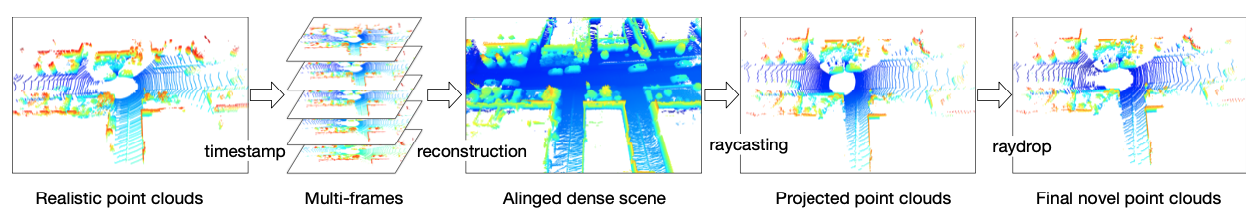 timestamp
reconstruction
raycasting
raydrop
Realistic point clouds
Multi-frames
Alinged dense scene
Projected point clouds
Final novel point clouds